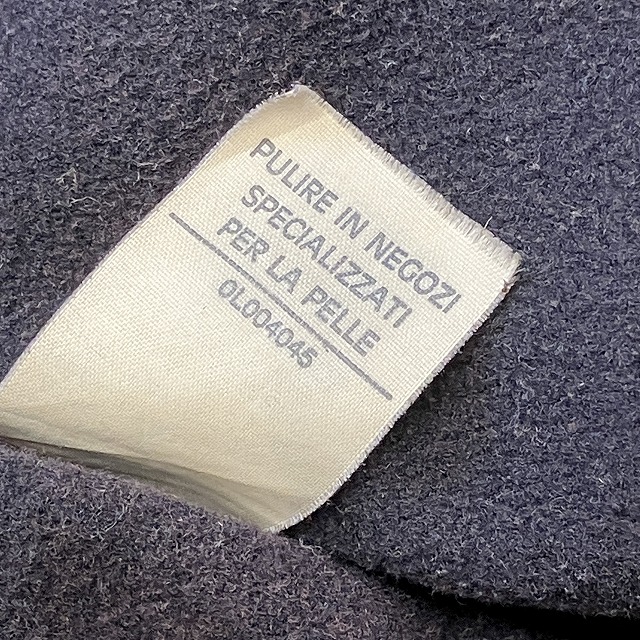 PULIRE IN NEGOZI
SPECIALIZZATI
PER LA PELLE
0L004045